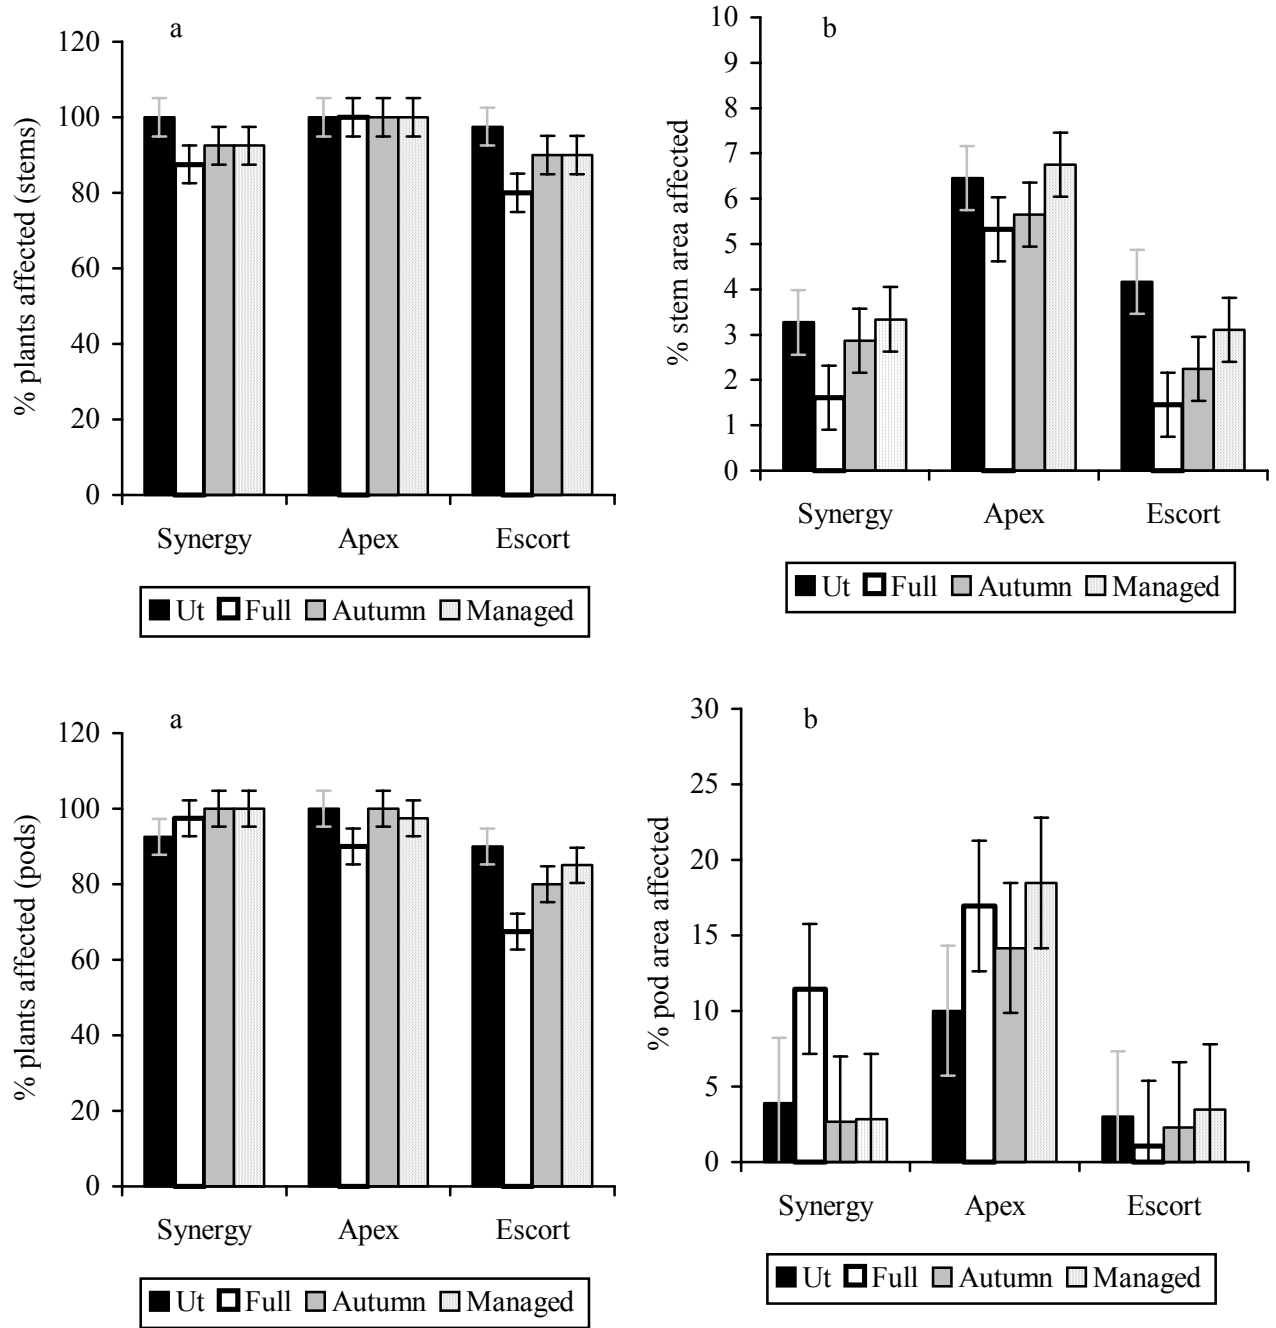 a
% plants affected (stems)
120
100
80
60
40
20
0
Synergy Apex Escort
Ut Full Autumn Managed
b
% stem area affected
10
9
8
7
6
5
4
3
2
1
0
Synergy Apex Escort
Ut Full Autumn Managed
a
% plants affected (pods)
120
100
80
60
40
20
0
Synergy Apex Escort
Ut Full Autumn Managed
b
% pod area affected
30
25
20
15
10
5
0
Synergy Apex Escort
Ut Full Autumn Managed